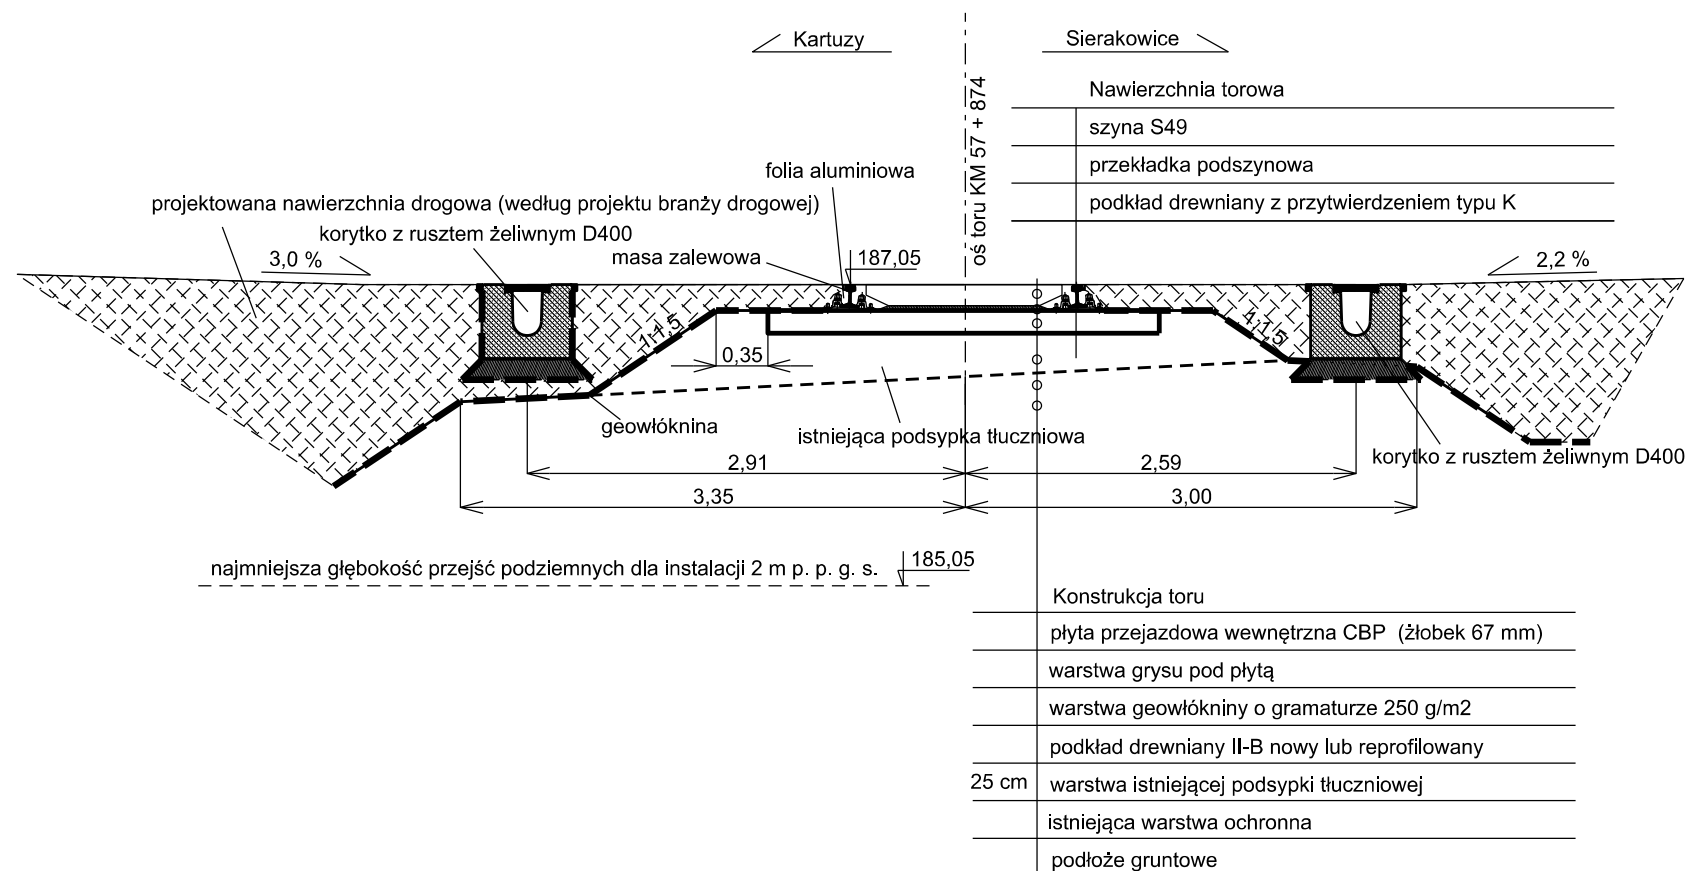 Kartuzy
Sierakowice
oś toru KM 57 + 874
Nawierzchnia torowa
szyna S49
przekładka podszynowa
podkład drewniany z przytwierdzeniem typu K
folia aluminiowa
projektowana nawierzchnia drogowa (według projektu branży drogowej)
korytko z rusztem żeliwnym D400
masa zalewowa
187,05
3,0 %
2,2 %
1:1,5
1:1,5
0,35
geowłóknina
istniejąca podsypka tłuczniowa
korytko z rusztem żeliwnym D400
2,91
2,59
3,35
3,00
najmniejsza głębokość przejść podziemnych dla instalacji 2 m p. p. g. s.
185,05
Konstrukcja toru
płyta przejazdowa wewnętrzna CBP (żłobek 67 mm)
warstwa grysu pod płytą
warstwa geowłókniny o gramaturze 250 g/m2
podkład drewniany II-B nowy lub reprofilowany
25 cm warstwa istniejącej podsypki tłuczniowej
istniejąca warstwa ochronna
podłoże gruntowe